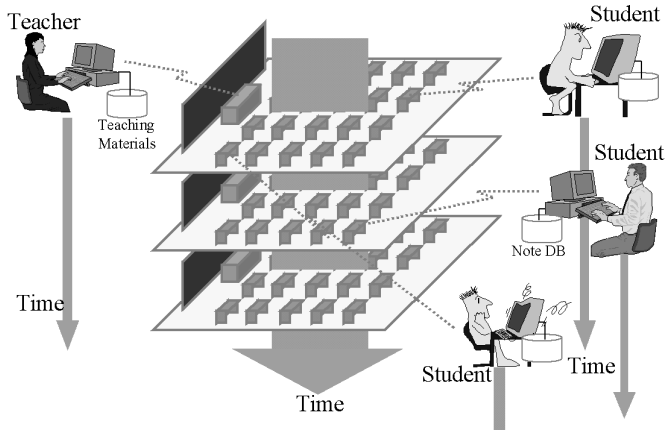 Teacher
Student
Teaching
Materials
Student
Note DB
Time
Time
Student
Time